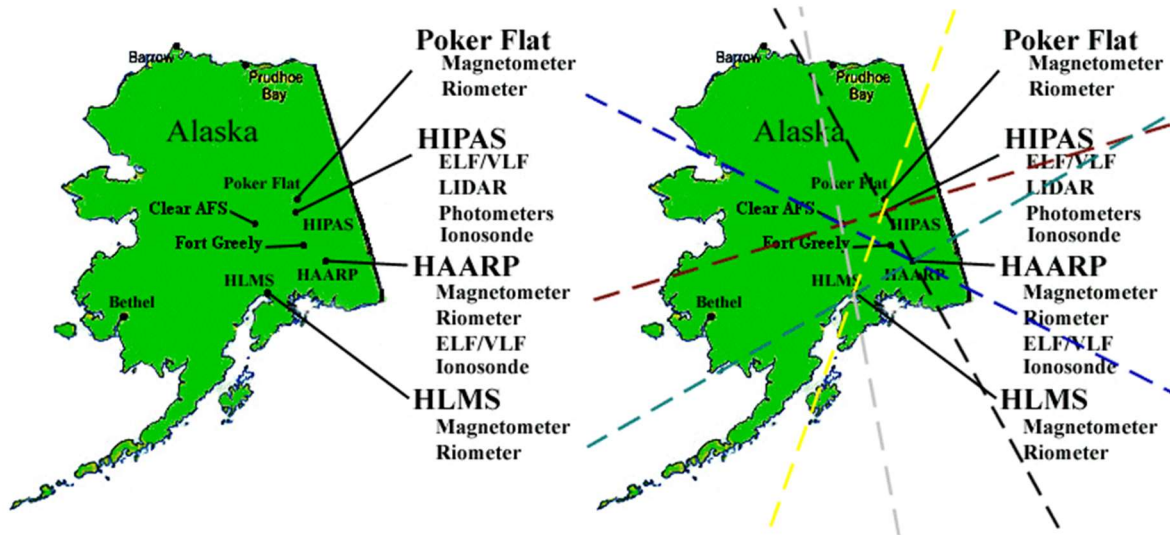 Barrow
Prudhoe
Bay
Alaska
Poker Flat
Clear AFS
HIPAS
Fort Greely
HAARP
HLMS
Bethel
Poker Flat
Magnetometer
Riometer
HIPAS
ELF/VLF
LIDAR
Photometers
Ionosonde
HAARP
Magnetometer
Riometer
ELF/VLF
Ionosonde
HLMS
Magnetometer
Riometer
Barrow
Prudhoe
Bay
Alaska
Poker Flat
Clear AFS
HIPAS
Fort Greely
HAARP
HLMS
Bethel
Poker Flat
Magnetometer
Riometer
HIPAS
ELF/VLF
LIDAR
Photometers
Ionosonde
HAARP
Magnetometer
Riometer
ELF/VLF
Ionosonde
HLMS
Magnetometer
Riometer